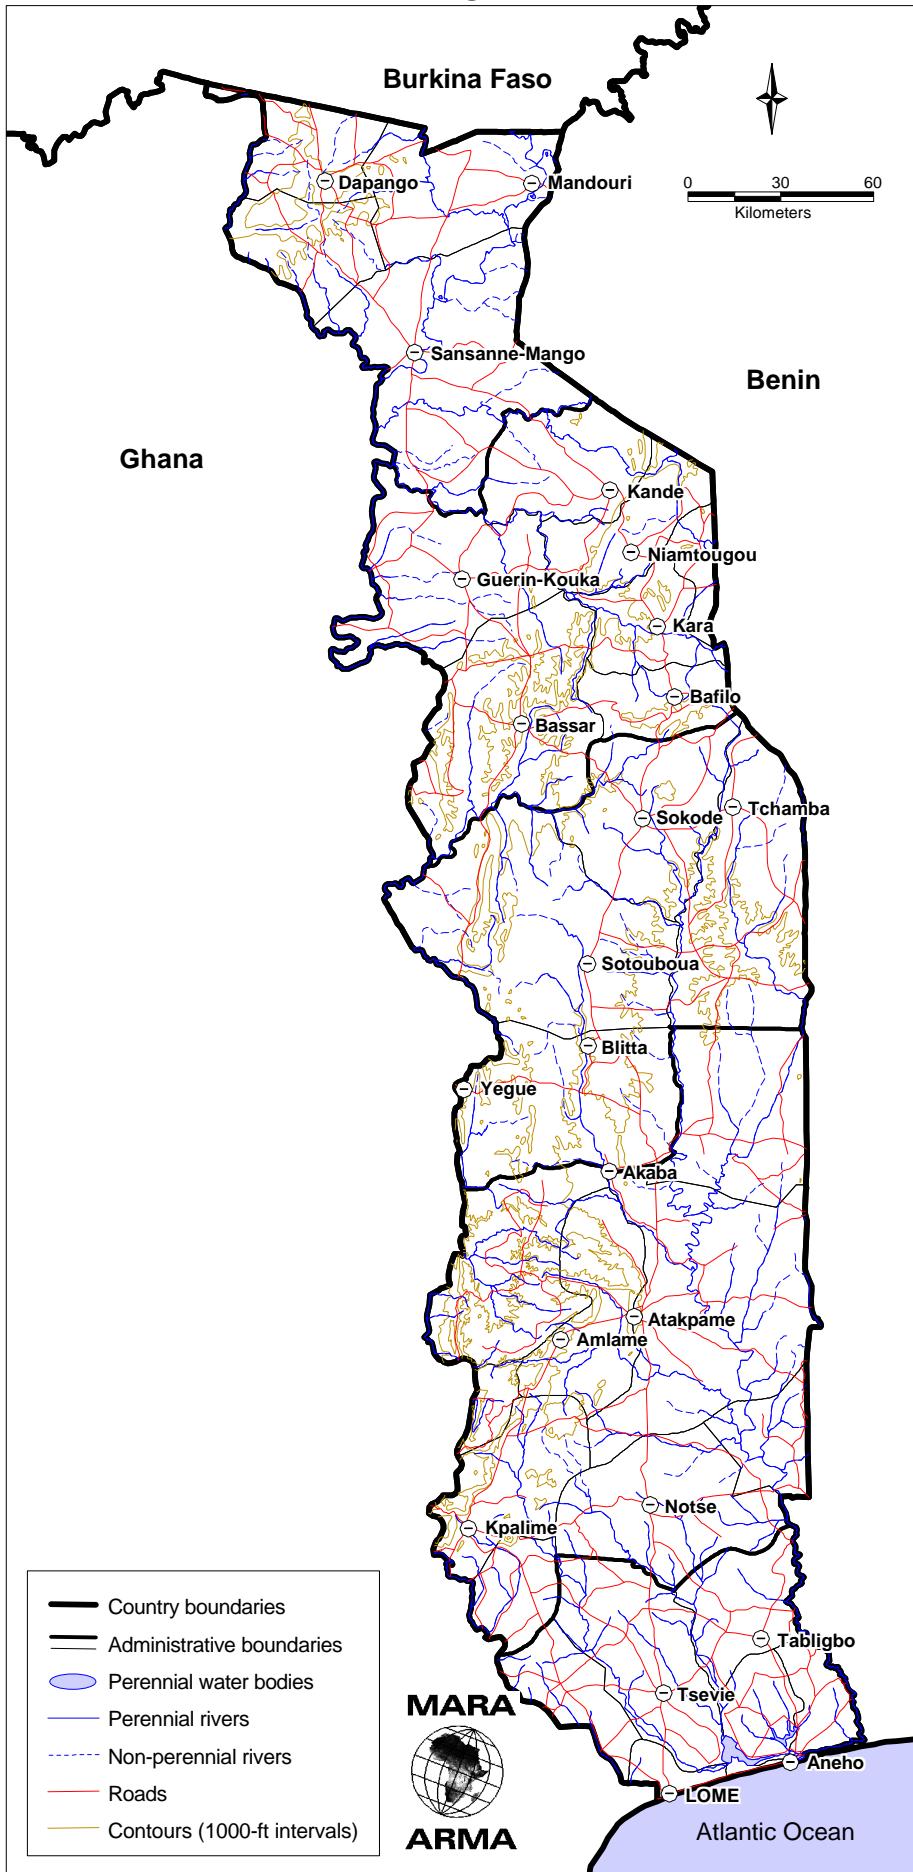 Burkina Faso
Dapango
Mandouri
0 30 60
Kilometers
Sansanne-Mango
Benin
Ghana
Kande
Niamtougou
Guerin-Kouka
Kara
Bafilo
Bassar
Tchamba
Sokode
Sotouboua
Blitta
Yegue
Akaba
Atakpame
Amlame
Notse
Kpalime
Country boundaries
Administrative boundaries
Perennial water bodies
Perennial rivers
Non-perennial rivers
Roads
Contours (1000-ft intervals)
Tabligbo
Tsevie
MARA
ARMA
Aneho
LOME
Atlantic Ocean